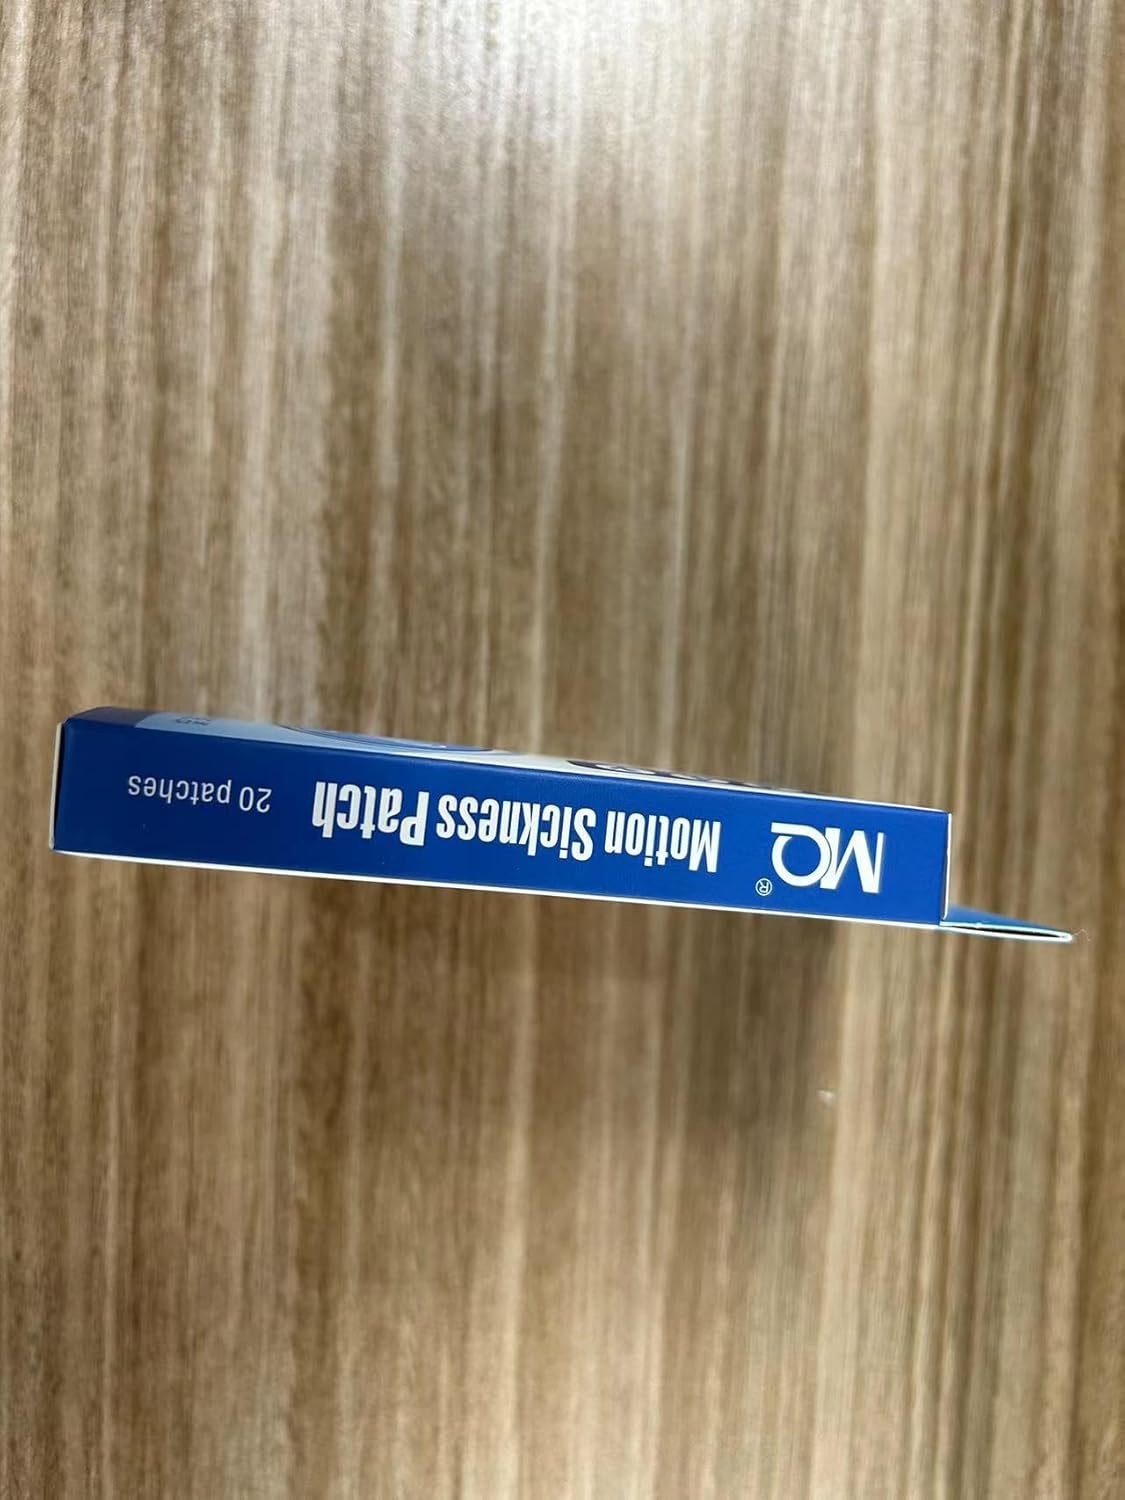 MQ®
Motion Sickness Patch
20 patches